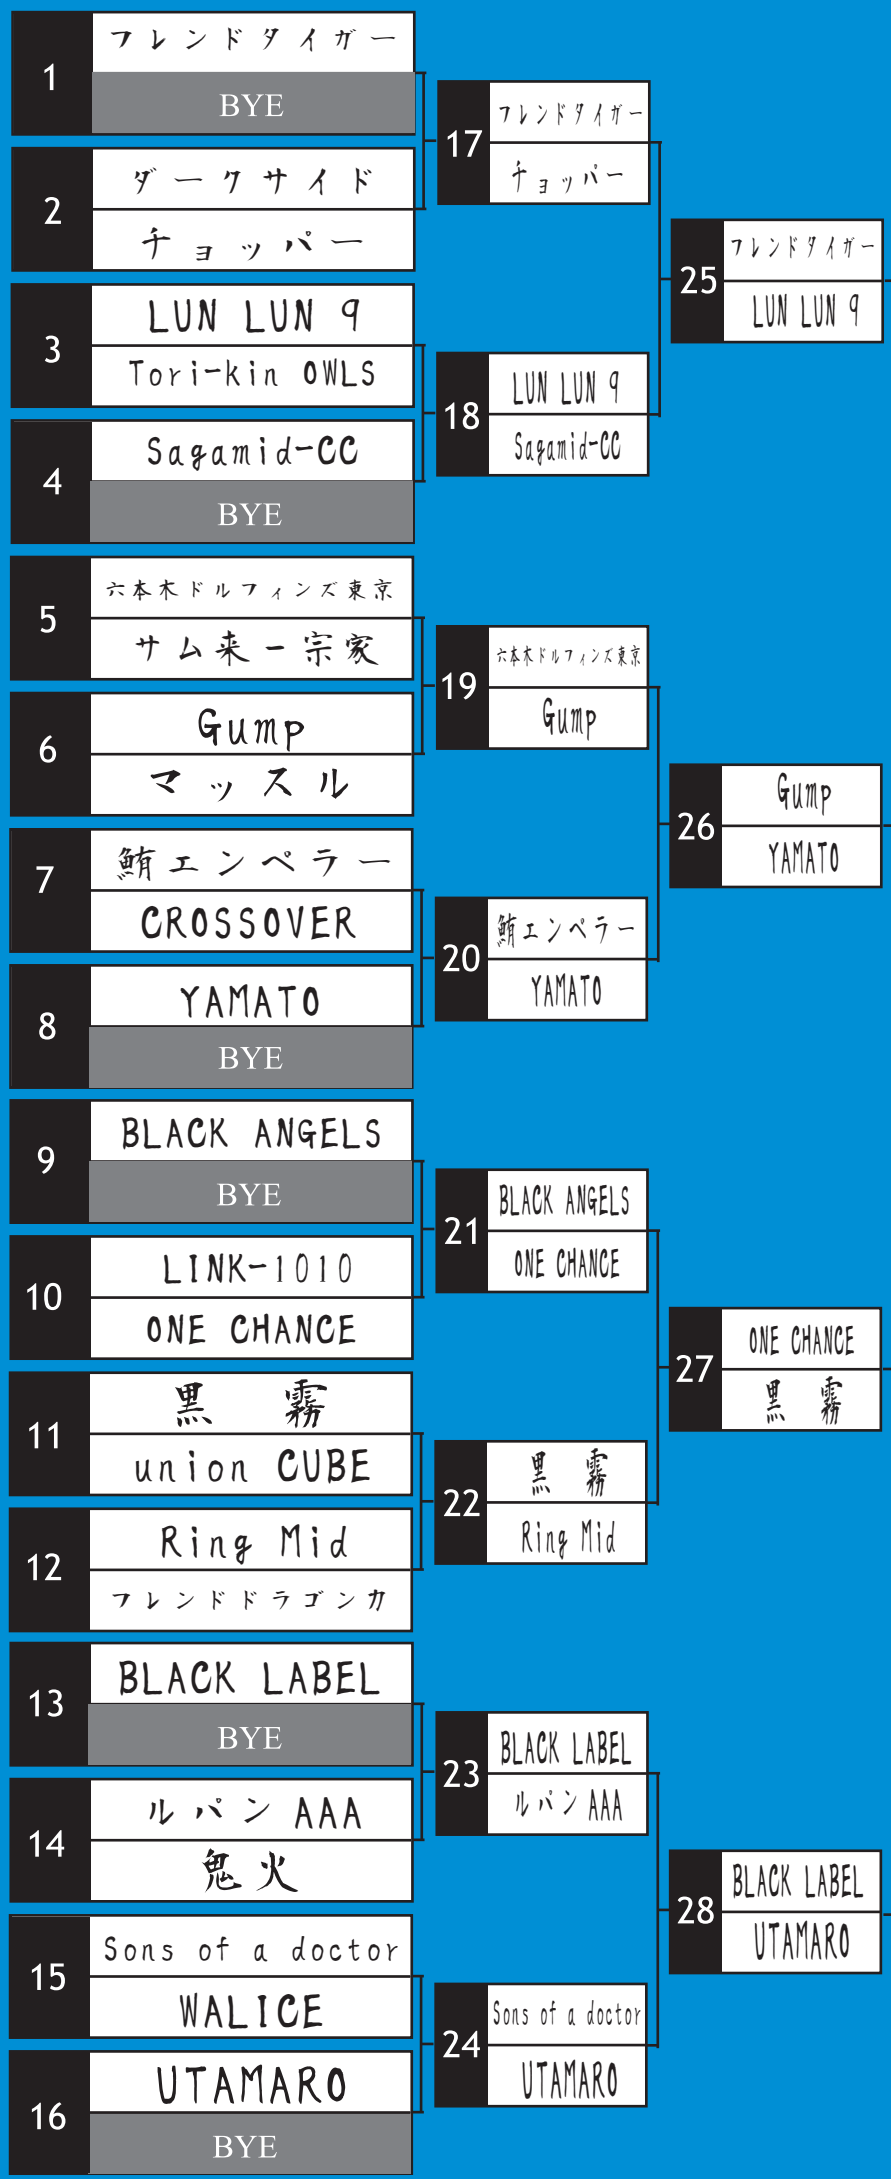 1
フレンドタイガー
BYE
2
ダークサイド
チョッパー
3
LUN LUN 9
Tori-kin OWLS
4
Sagamid-CC
BYE
5
六本木ドルフィンズ東京
サム来ー宗家
6
Gump
マッスル
7
鮪エンペラー
CROSSOVER
8
YAMATO
BYE
9
BLACK ANGELS
BYE
10
LINK-1010
ONE CHANCE
11
黒 霧
union CUBE
12
Ring Mid
フレンドドラゴンカ
13
BLACK LABEL
BYE
14
ルパン AAA
鬼火
15
Sons of a doctor
WALICE
16
UTAMARO
BYE
17
フレンドタイガー
チョッパー
18
LUN LUN 9
Sagamid-CC
19
六本木ドルフィンズ東京
Gump
20
鮪エンペラー
YAMATO
21
BLACK ANGELS
ONE CHANCE
22
黒 霧
Ring Mid
23
BLACK LABEL
ルパン AAA
24
Sons of a doctor
UTAMARO
25
フレンドタイガー
LUN LUN 9
26
Gump
YAMATO
27
ONE CHANCE
黒 霧
28
BLACK LABEL
UTAMARO